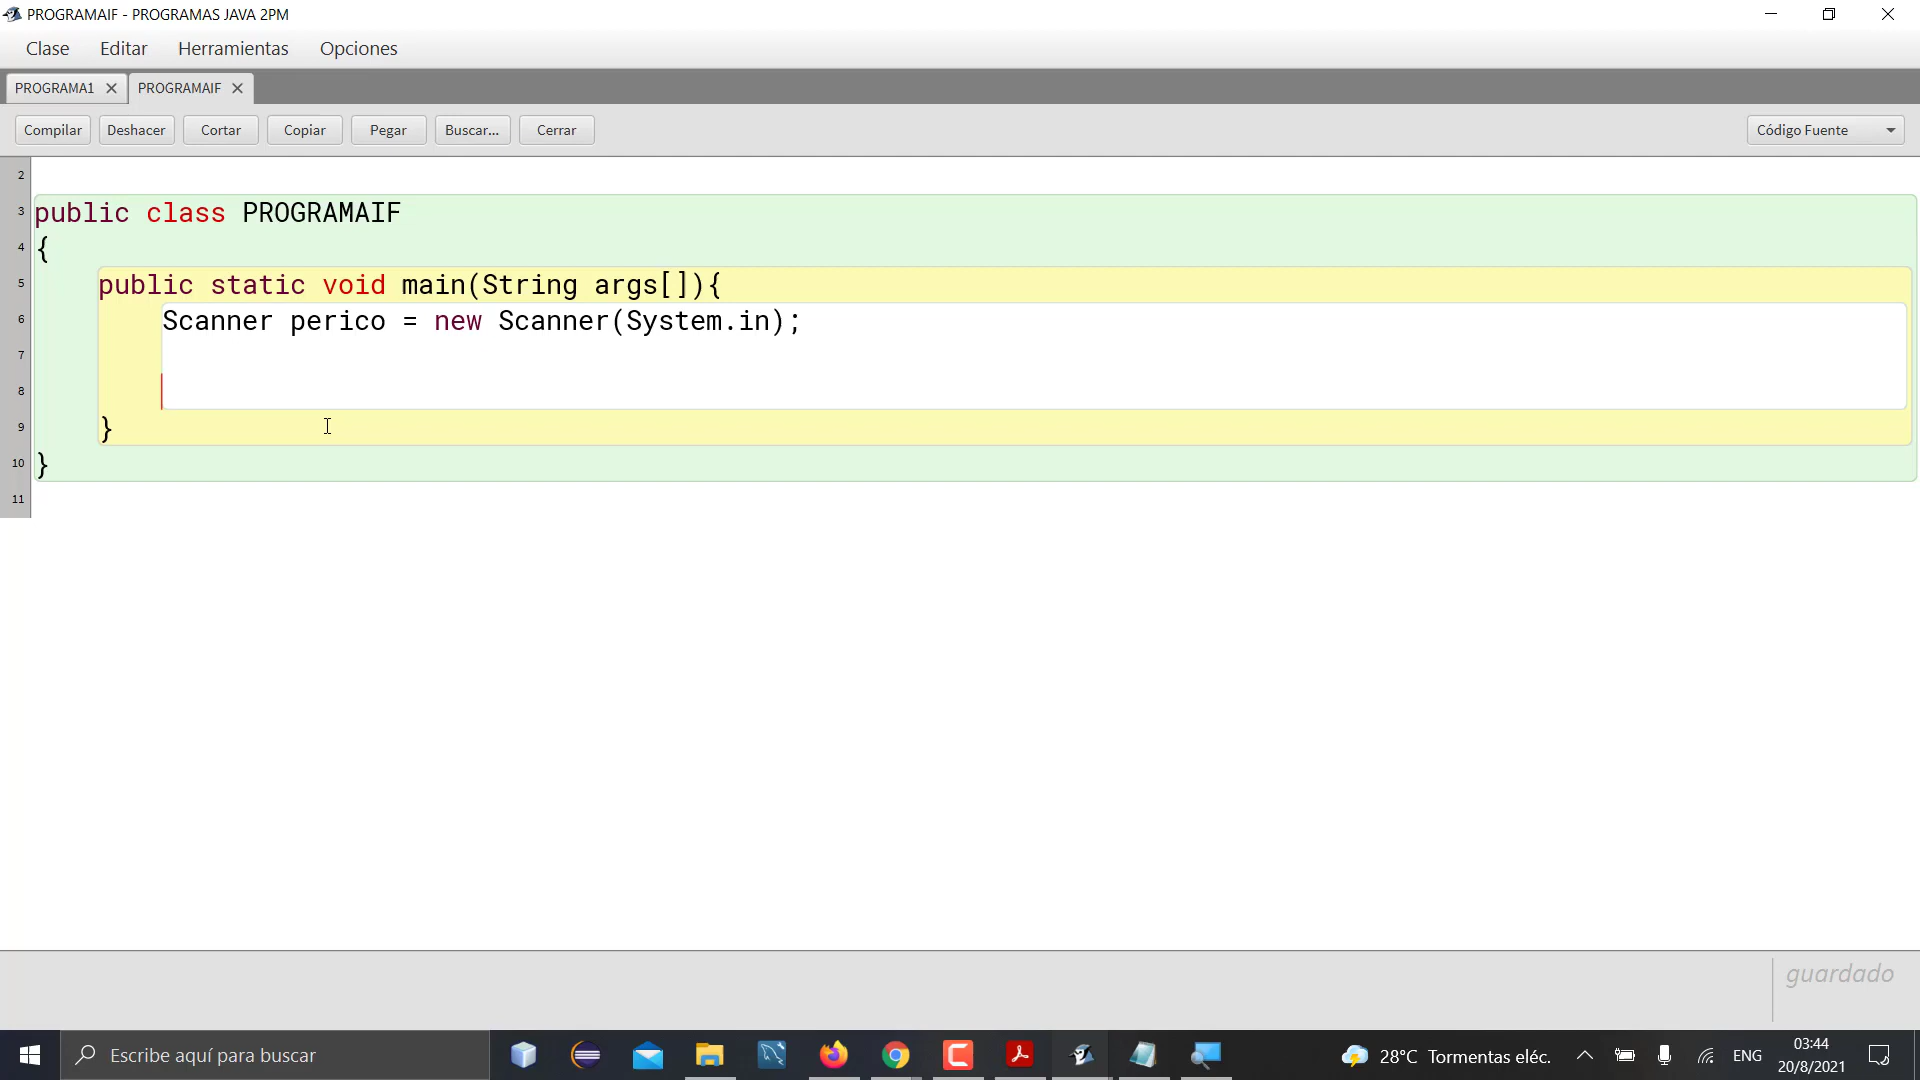 PROGRAMAIF - PROGRAMAS JAVA 2PM
Clase Editar Herramientas Opciones
PROGRAMA1 PROGRAMAIF
Compilar Deshacer Cortar Copiar Pegar Buscar... Cerrar Código Fuente
2
3 public class PROGRAMAIF
4 {
5 public static void main(String args[]){
6 Scanner perico = new Scanner(System.in);
7
8
9 }
10 }
11
guardado
Escribe aquí para buscar
28°C Tormentas eléc. ENG 03:44
20/8/2021